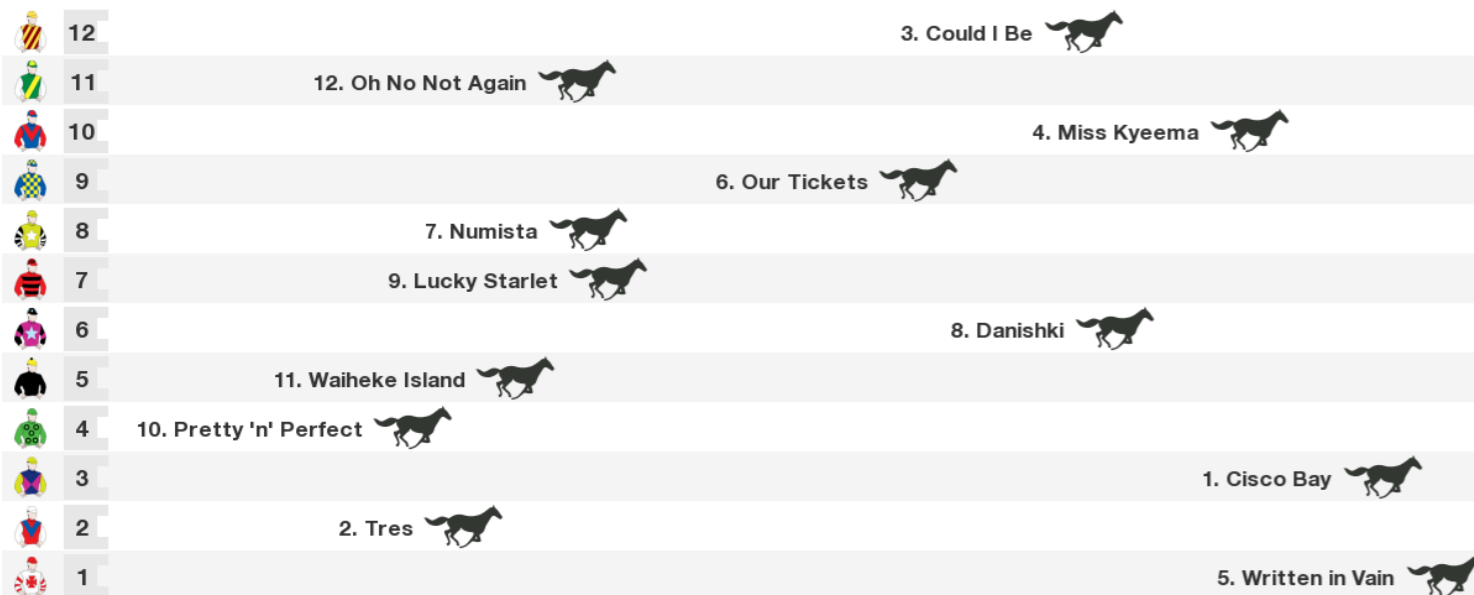 12 3. Could I Be
11 12. Oh No Not Again
10 4. Miss Kyeema
9 6. Our Tickets
8 7. Numista
7 9. Lucky Starlet
6 8. Danishki
5 11. Waiheke Island
4 10. Pretty 'n' Perfect
3 1. Cisco Bay
2 2. Tres
1 5. Written in Vain